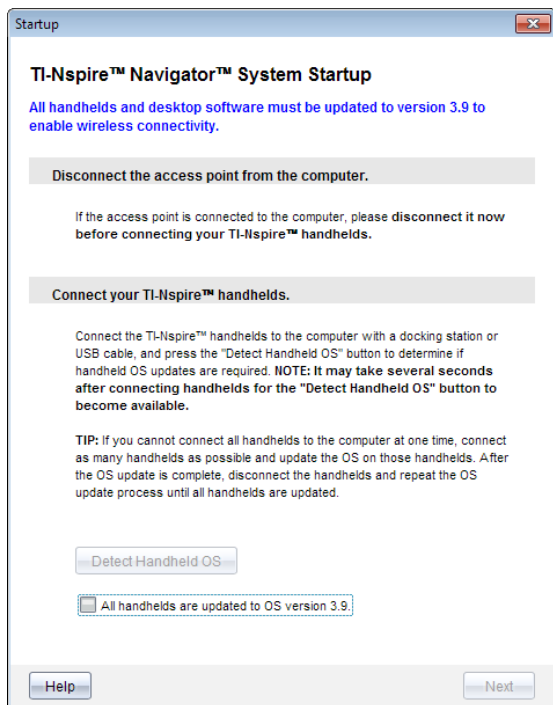 Startup
TI-Nspire™ Navigator™ System Startup
All handhelds and desktop software must be updated to version 3.9 to
enable wireless connectivity.
Disconnect the access point from the computer.
If the access point is connected to the computer, please disconnect it now
before connecting your TI-Nspire™ handhelds.
Connect your TI-Nspire™ handhelds.
Connect the TI-Nspire™ handhelds to the computer with a docking station or
USB cable, and press the "Detect Handheld OS" button to determine if
handheld OS updates are required. NOTE: It may take several seconds
after connecting handhelds for the "Detect Handheld OS" button to
become available.
TIP: If you cannot connect all handhelds to the computer at one time, connect
as many handhelds as possible and update the OS on those handhelds. After
the OS update is complete, disconnect the handhelds and repeat the OS
update process until all handhelds are updated.
Detect Handheld OS
All handhelds are updated to OS version 3.9.
Help
Next